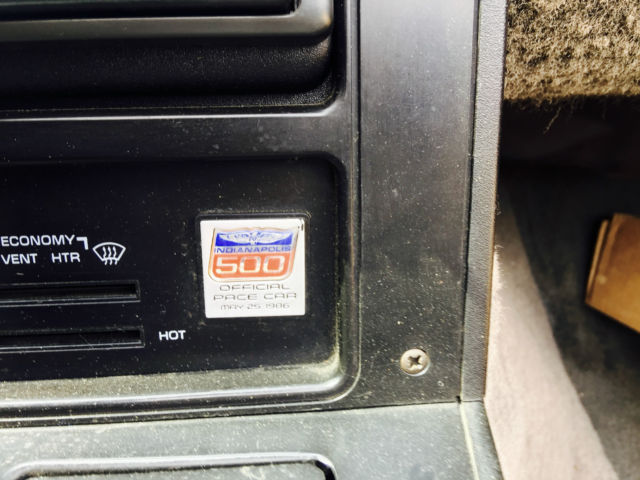 ECONOMY
VENT HTR
HOT
INDIANAPOLIS
500
OFFICIAL
PACE CAR
MAY 25, 1986